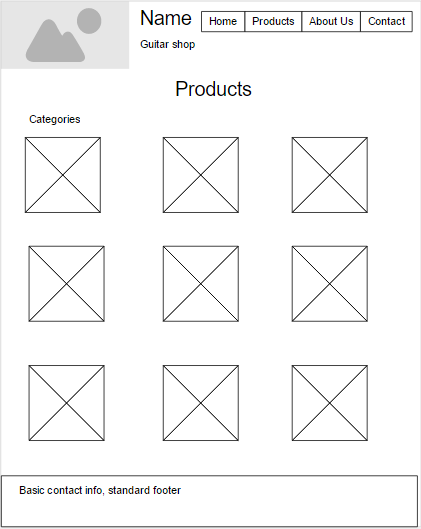 Name
Home Products About Us Contact
Guitar shop
Products
Categories
Basic contact info, standard footer